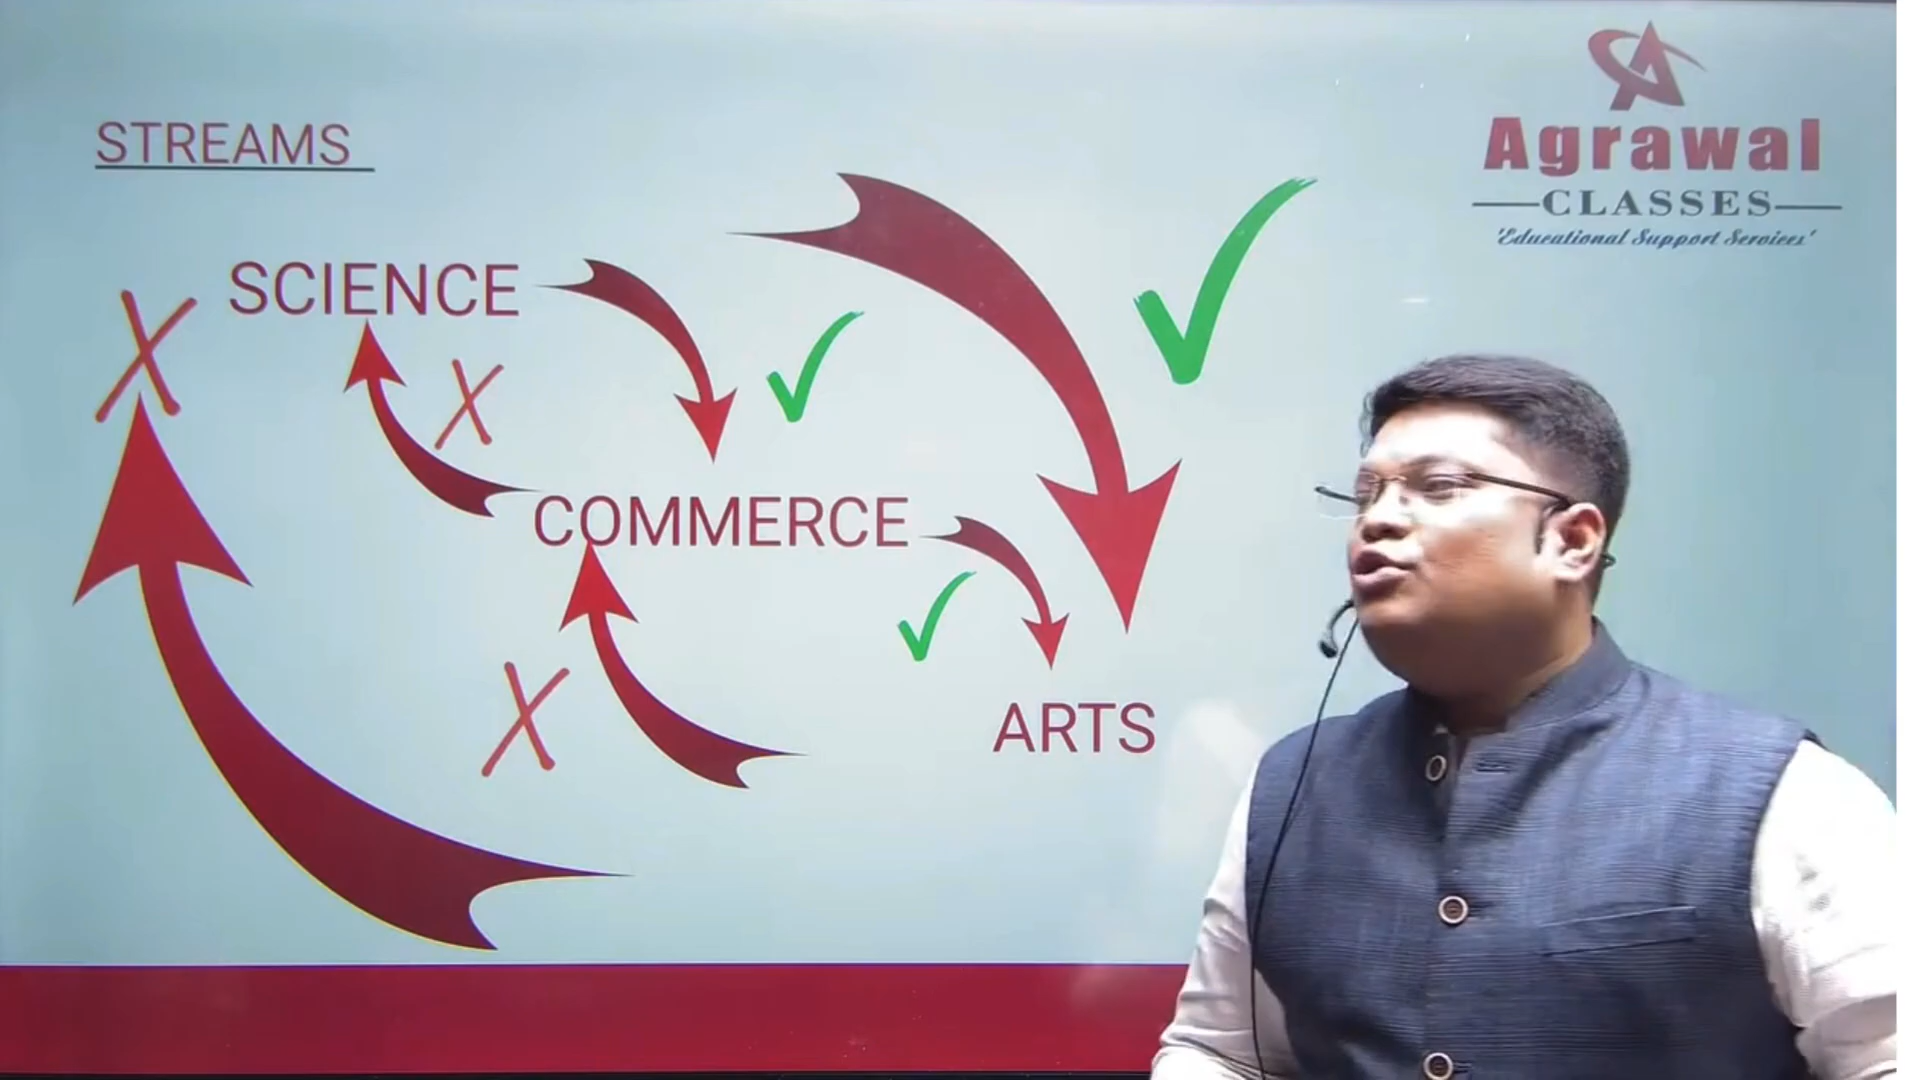 STREAMS
Agrawal
CLASSES
'Educational Support Services'
SCIENCE
COMMERCE
ARTS